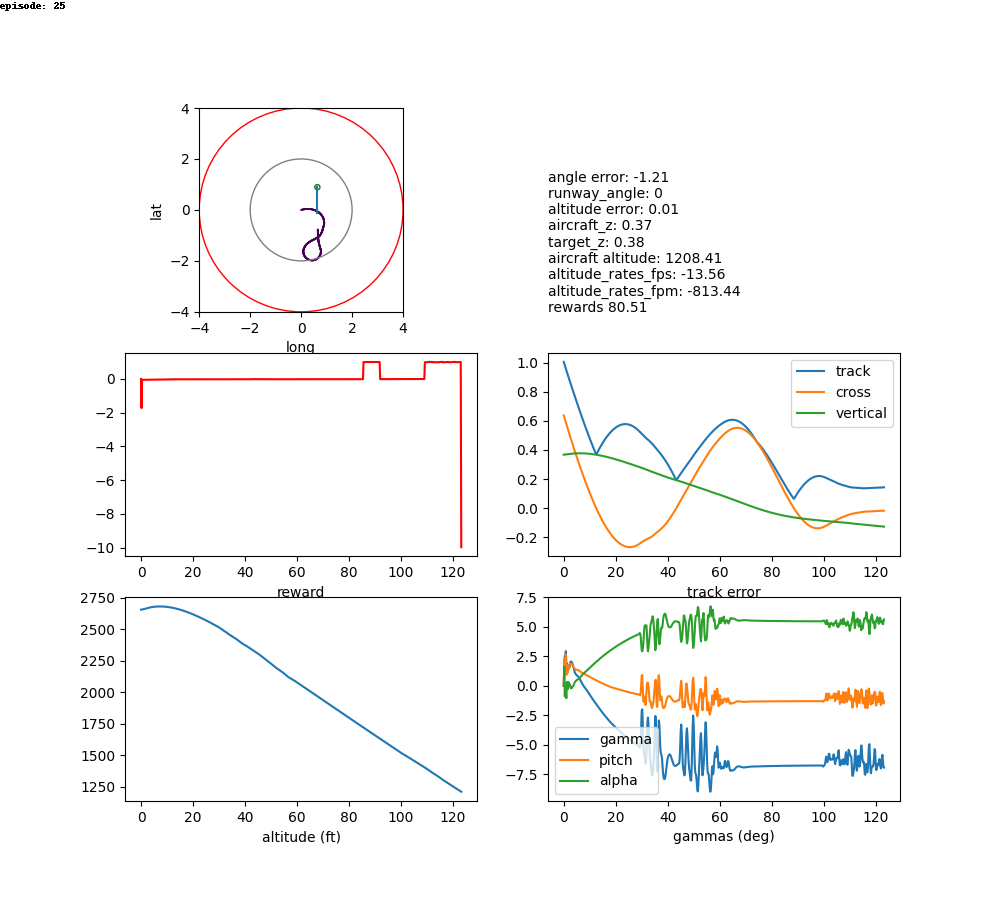 episode: 25
4
2
0
−2
−4
lat
−4 −2 0 2 4
long
angle error: -1.21
runway_angle: 0
altitude error: 0.01
aircraft_z: 0.37
target_z: 0.38
aircraft altitude: 1208.41
altitude_rates_fps: -13.56
altitude_rates_fpm: -813.44
rewards 80.51
0
−2
−4
−6
−8
−10
0 20 40 60 80 100 120
reward
1.0
0.8
0.6
0.4
0.2
0.0
−0.2
track
cross
vertical
0 20 40 60 80 100 120
track error
2750
2500
2250
2000
1750
1500
1250
0 20 40 60 80 100 120
altitude (ft)
7.5
5.0
2.5
0.0
−2.5
−5.0
−7.5
gamma
pitch
alpha
0 20 40 60 80 100 120
gammas (deg)